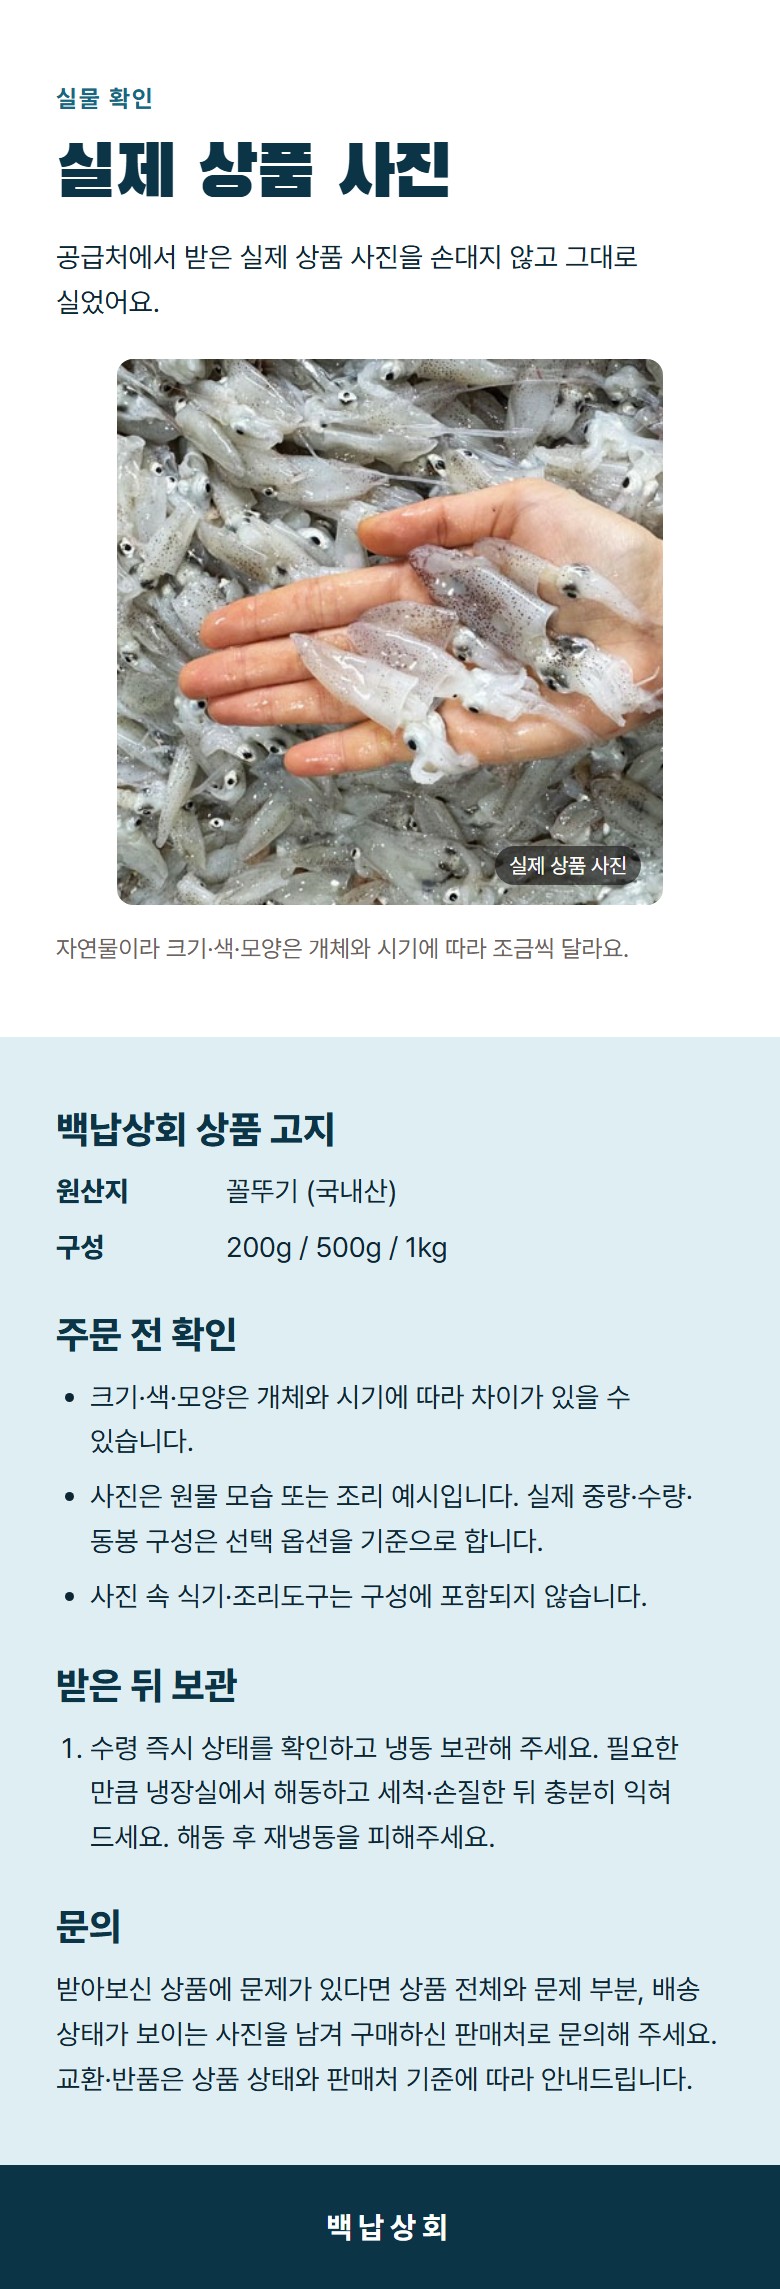 실물 확인
실제 상품 사진
공급처에서 받은 실제 상품 사진을 손대지 않고 그대로
실었어요.
실제 상품 사진
자연물이라 크기·색·모양은 개체와 시기에 따라 조금씩 달라요.
백납상회 상품 고지
원산지 꼴뚜기 (국내산)
구성 200g / 500g / 1kg
주문 전 확인
• 크기·색·모양은 개체와 시기에 따라 차이가 있을 수
있습니다.
• 사진은 원물 모습 또는 조리 예시입니다. 실제 중량·수량·
동봉 구성은 선택 옵션을 기준으로 합니다.
• 사진 속 식기·조리도구는 구성에 포함되지 않습니다.
받은 뒤 보관
1. 수령 즉시 상태를 확인하고 냉동 보관해 주세요. 필요한
만큼 냉장실에서 해동하고 세척·손질한 뒤 충분히 익혀
드세요. 해동 후 재냉동을 피해주세요.
문의
받아보신 상품에 문제가 있다면 상품 전체와 문제 부분, 배송
상태가 보이는 사진을 남겨 구매하신 판매처로 문의해 주세요.
교환·반품은 상품 상태와 판매처 기준에 따라 안내드립니다.
백납상회